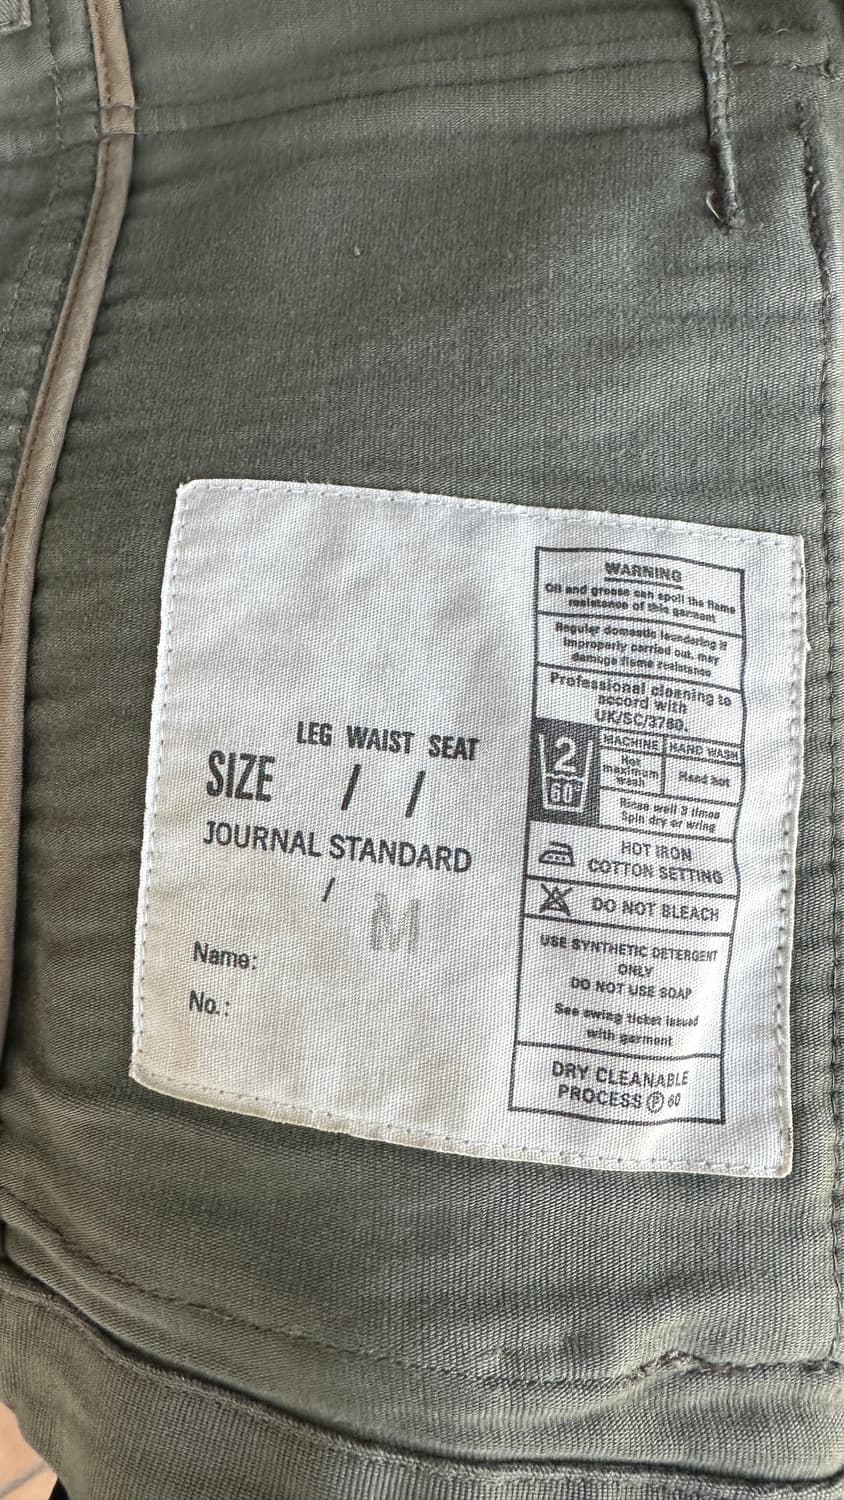 LEG WAIST SEAT
SIZE / /
JOURNAL STANDARD
/ M
Name:
No.:
WARNING
Oil and grease can spoil the flame
resistance of this garment
Regular domestic laundering if
improperly carried out, may
damage flame resistance
Professional cleaning to
accord with
UK/SC/3780.
2
60°
MACHINE HAND WASH
Hot
maximum
wash
Hand hot
Rinse well 3 times
Spin dry or wring
HOT IRON
COTTON SETTING
DO NOT BLEACH
USE SYNTHETIC DETERGENT
ONLY
DO NOT USE SOAP
See swing ticket issued
with garment
DRY CLEANABLE
PROCESS Ⓟ 60